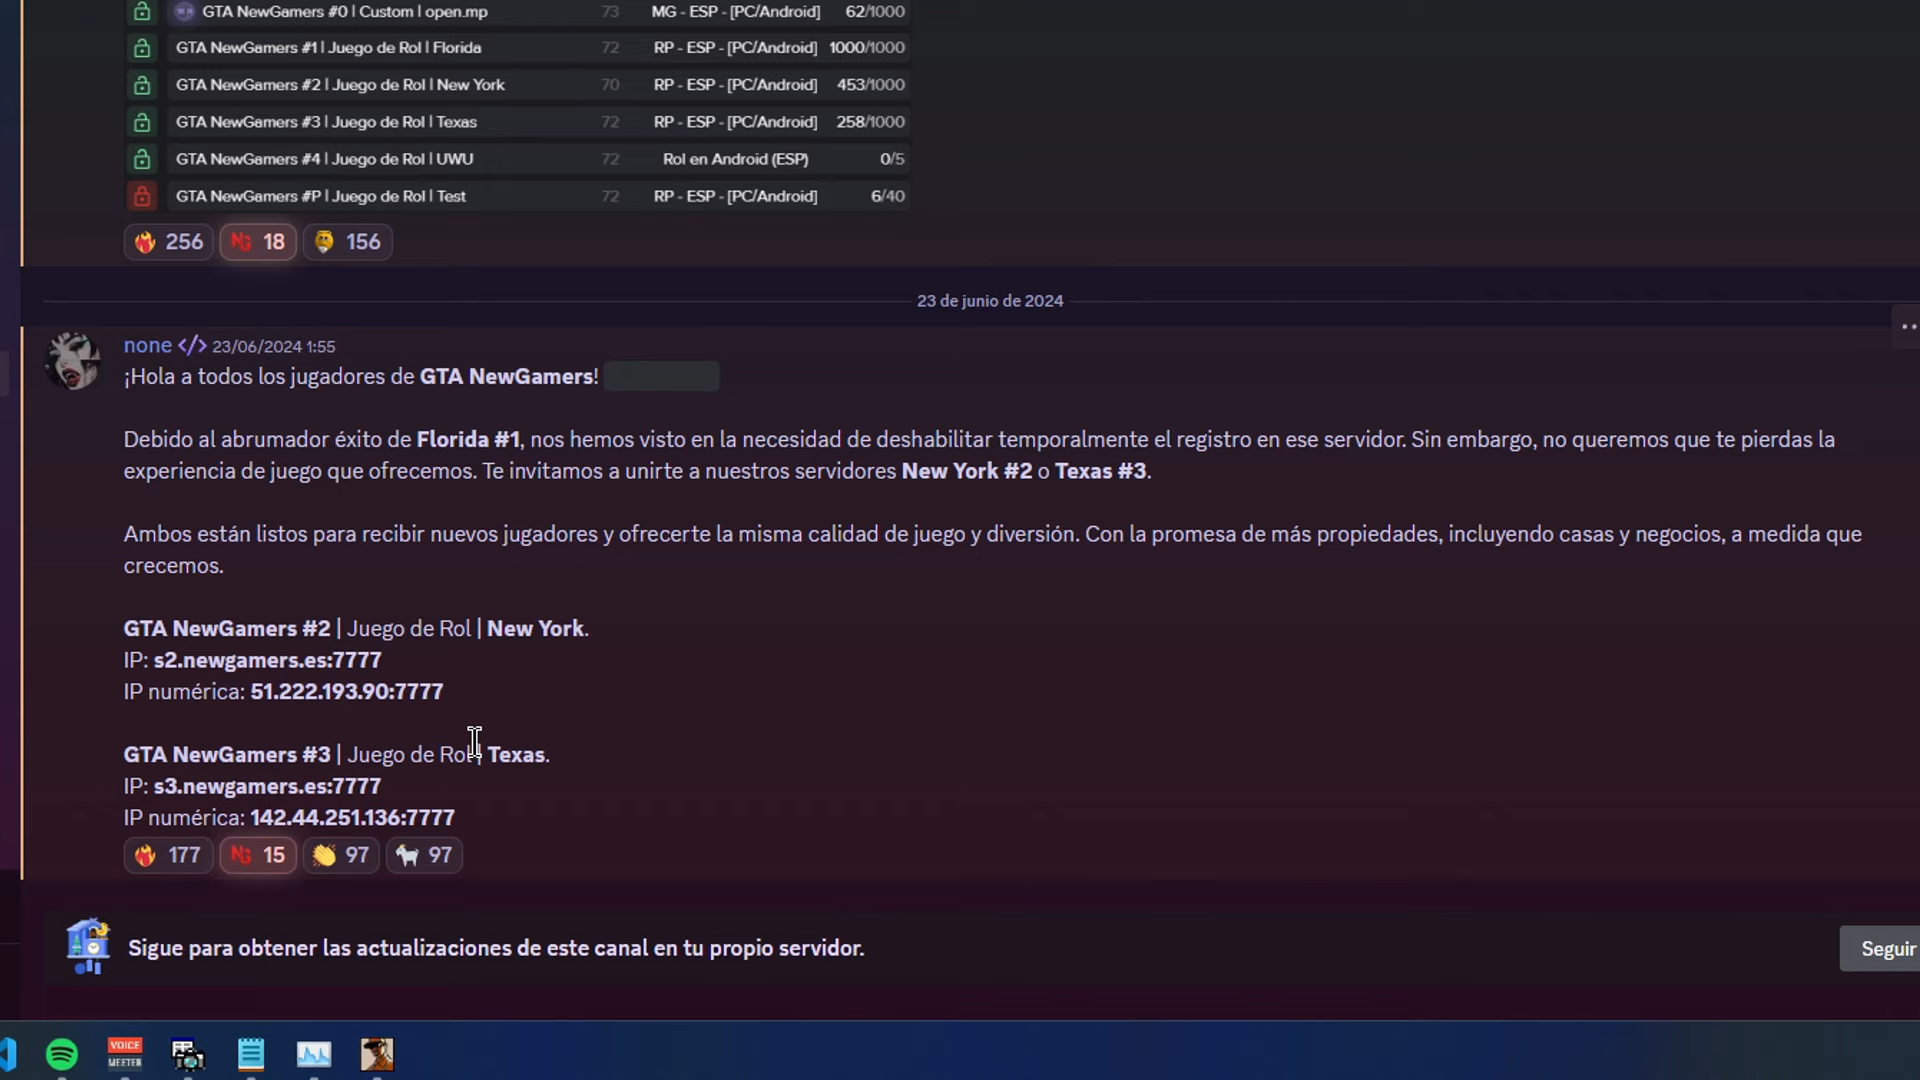 GTA NewGamers #0 | Custom | open.mp 73 MG - ESP - [PC/Android] 62/1000
GTA NewGamers #1 | Juego de Rol | Florida 72 RP - ESP - [PC/Android] 1000/1000
GTA NewGamers #2 | Juego de Rol | New York 70 RP - ESP - [PC/Android] 453/1000
GTA NewGamers #3 | Juego de Rol | Texas 72 RP - ESP - [PC/Android] 258/1000
GTA NewGamers #4 | Juego de Rol | UWU 72 Rol en Android (ESP) 0/5
GTA NewGamers #P | Juego de Rol | Test 72 RP - ESP - [PC/Android] 6/40
256 NG 18 156
23 de junio de 2024
none </> 23/06/2024 1:55
¡Hola a todos los jugadores de GTA NewGamers!
Debido al abrumador éxito de Florida #1, nos hemos visto en la necesidad de deshabilitar temporalmente el registro en ese servidor. Sin embargo, no queremos que te pierdas la
experiencia de juego que ofrecemos. Te invitamos a unirte a nuestros servidores New York #2 o Texas #3.
Ambos están listos para recibir nuevos jugadores y ofrecerte la misma calidad de juego y diversión. Con la promesa de más propiedades, incluyendo casas y negocios, a medida que
crecemos.
GTA NewGamers #2 | Juego de Rol | New York.
IP: s2.newgamers.es:7777
IP numérica: 51.222.193.90:7777
GTA NewGamers #3 | Juego de Rol | Texas.
IP: s3.newgamers.es:7777
IP numérica: 142.44.251.136:7777
177 NG 15 97 97
Sigue para obtener las actualizaciones de este canal en tu propio servidor.
Seguir
VOICE
MEETER